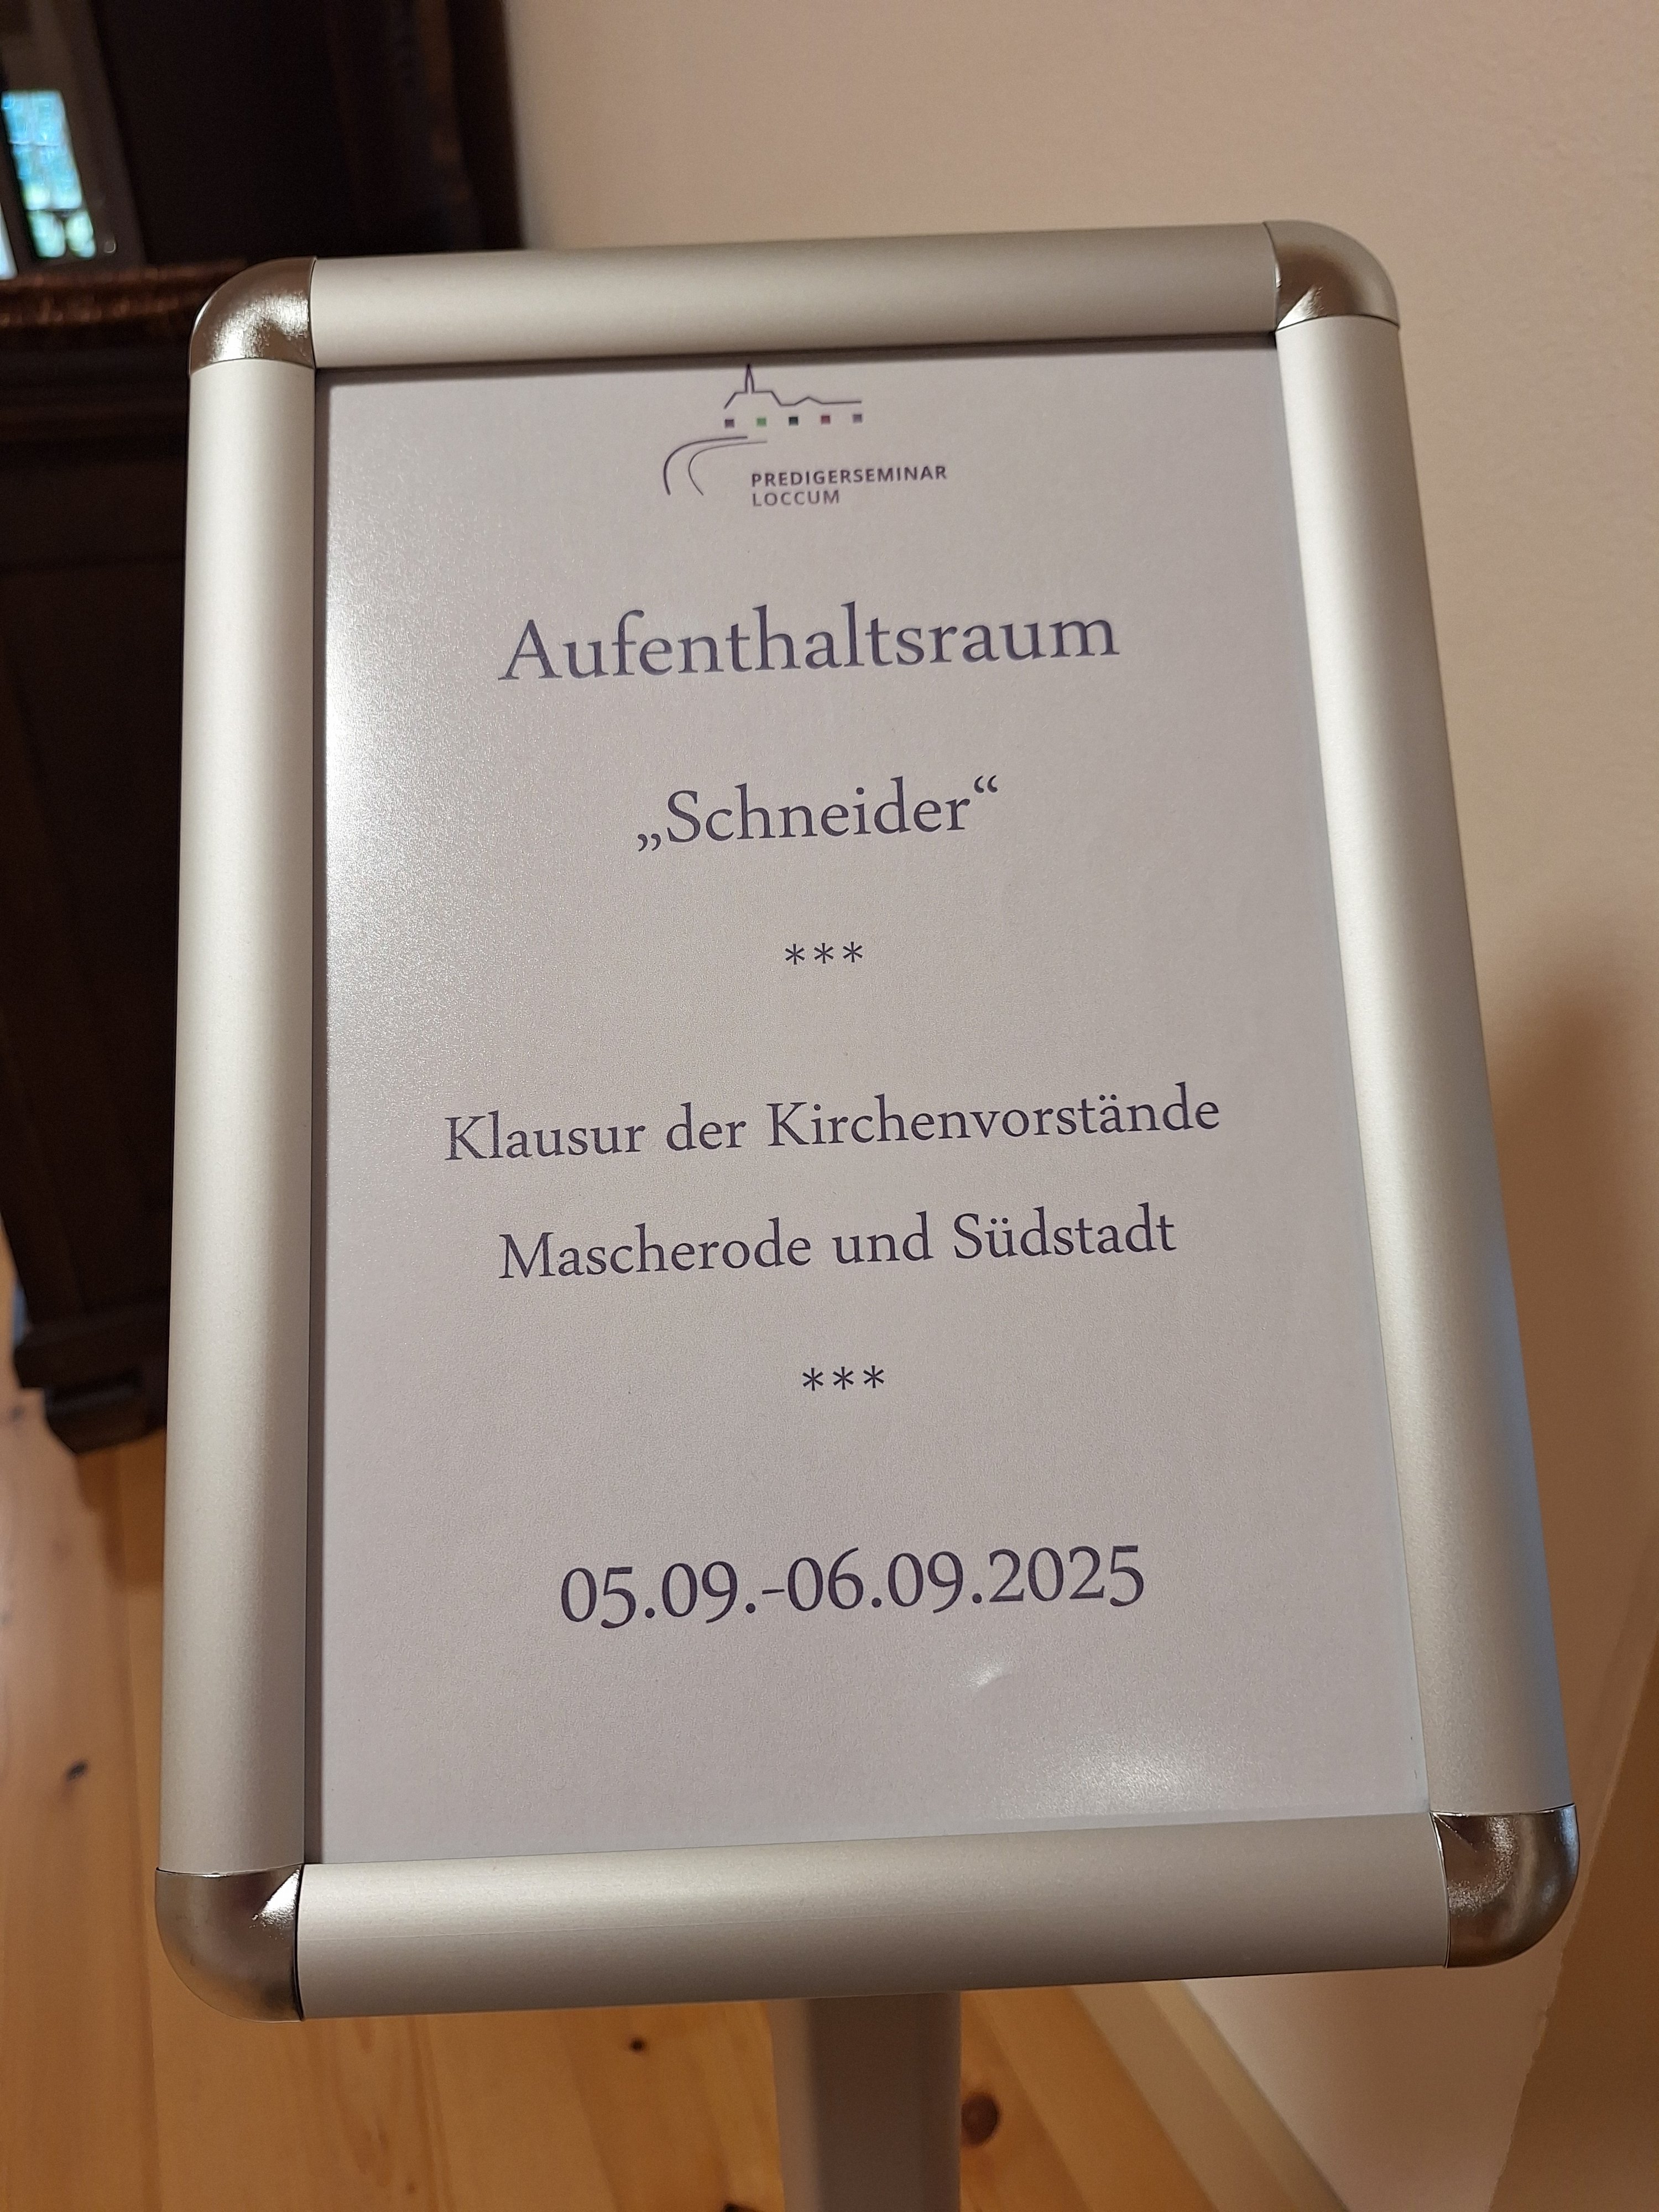 PREDIGERSEMINAR
LOCCUM
Aufenthaltsraum
„Schneider“
***
Klausur der Kirchenvorstände
Mascherode und Südstadt
***
05.09.-06.09.2025